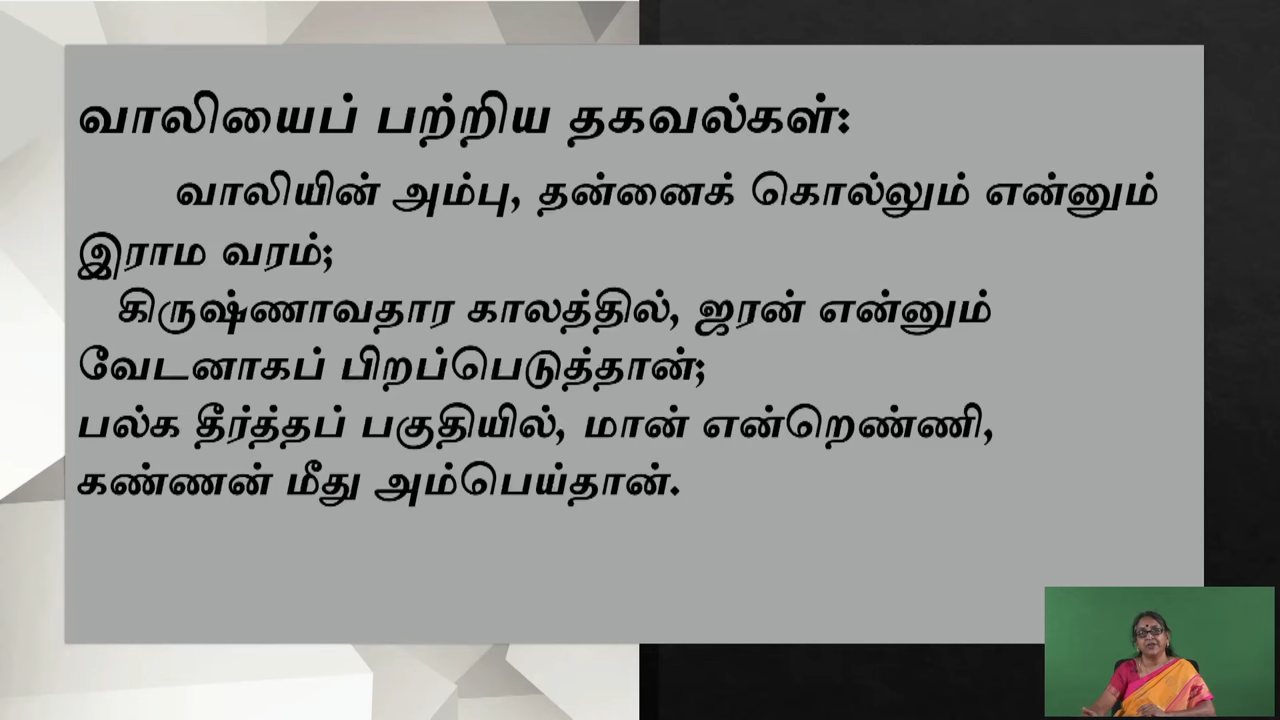 வாலியைப் பற்றிய தகவல்கள்:
வாலியின் அம்பு, தன்னைக் கொல்லும் என்னும்
இராம வரம்;
கிருஷ்ணாவதார காலத்தில், ஜரன் என்னும்
வேடனாகப் பிறப்பெடுத்தான்;
பல்க தீர்த்தப் பகுதியில், மான் என்றெண்ணி,
கண்ணன் மீது அம்பெய்தான்.